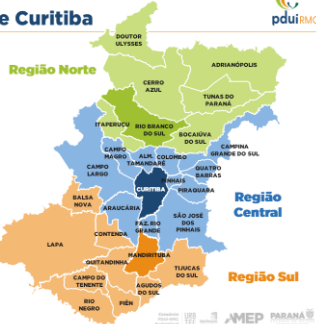 e Curitiba
pduiRMC
Região Norte
DOUTOR
ULYSSES
ADRIANÓPOLIS
CERRO
AZUL
TUNAS DO
PARANÁ
ITAPERUÇU
RIO BRANCO
DO SUL
BOCAIÚVA
DO SUL
CAMPO
MAGRO
ALM.
TAMANDARÉ
COLOMBO
CAMPINA
GRANDE DO SUL
CAMPO
LARGO
QUATRO
BARRAS
PINHAIS
CURITIBA
PIRAQUARA
BALSA
NOVA
ARAUCÁRIA
Região
Central
SÃO JOSÉ
DOS
PINHAIS
FAZ. RIO
GRANDE
CONTENDA
LAPA
MANDIRITUBA
QUITANDINHA
TIJUCAS
DO SUL
Região Sul
CAMPO DO
TENENTE
AGUDOS
DO SUL
RIO
NEGRO
PIÊN
AMEP
PARANÁ